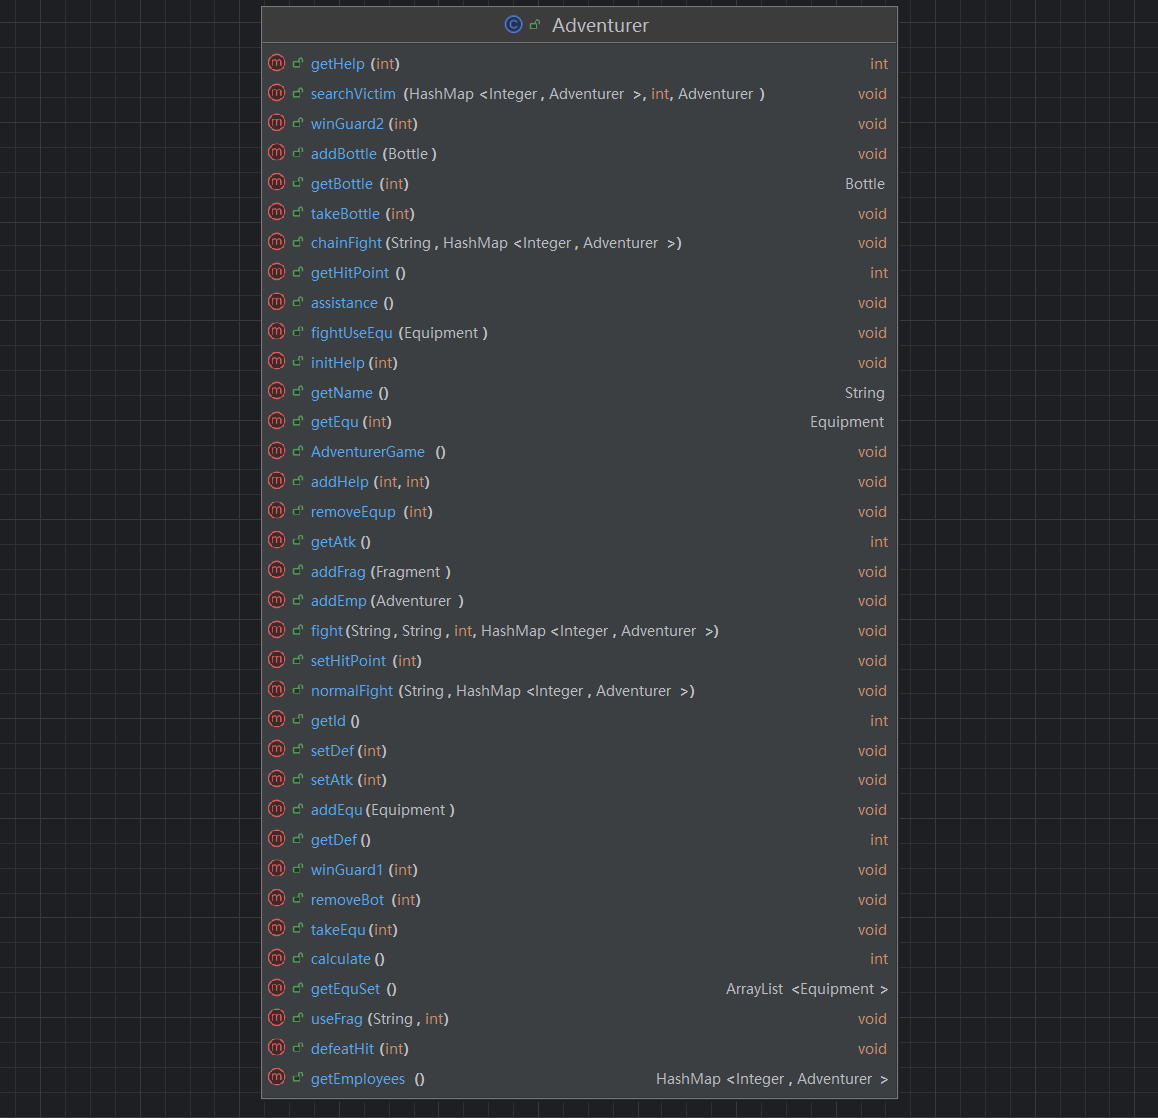 Adventurer
getHelp (int) int
searchVictim (HashMap <Integer, Adventurer >, int, Adventurer ) void
winGuard2 (int) void
addBottle (Bottle ) void
getBottle (int) Bottle
takeBottle (int) void
chainFight (String, HashMap <Integer, Adventurer >) void
getHitPoint () int
assistance () void
fightUseEqu (Equipment ) void
initHelp (int) void
getName () String
getEqu (int) Equipment
AdventurerGame () void
addHelp (int, int) void
removeEqup (int) void
getAtk () int
addFrag (Fragment ) void
addEmp (Adventurer ) void
fight (String, String, int, HashMap <Integer, Adventurer >) void
setHitPoint (int) void
normalFight (String, HashMap <Integer, Adventurer >) void
getId () int
setDef (int) void
setAtk (int) void
addEqu (Equipment ) void
getDef () int
winGuard1 (int) void
removeBot (int) void
takeEqu (int) void
calculate () int
getEquSet () ArrayList <Equipment >
useFrag (String, int) void
defeatHit (int) void
getEmployees () HashMap <Integer, Adventurer >